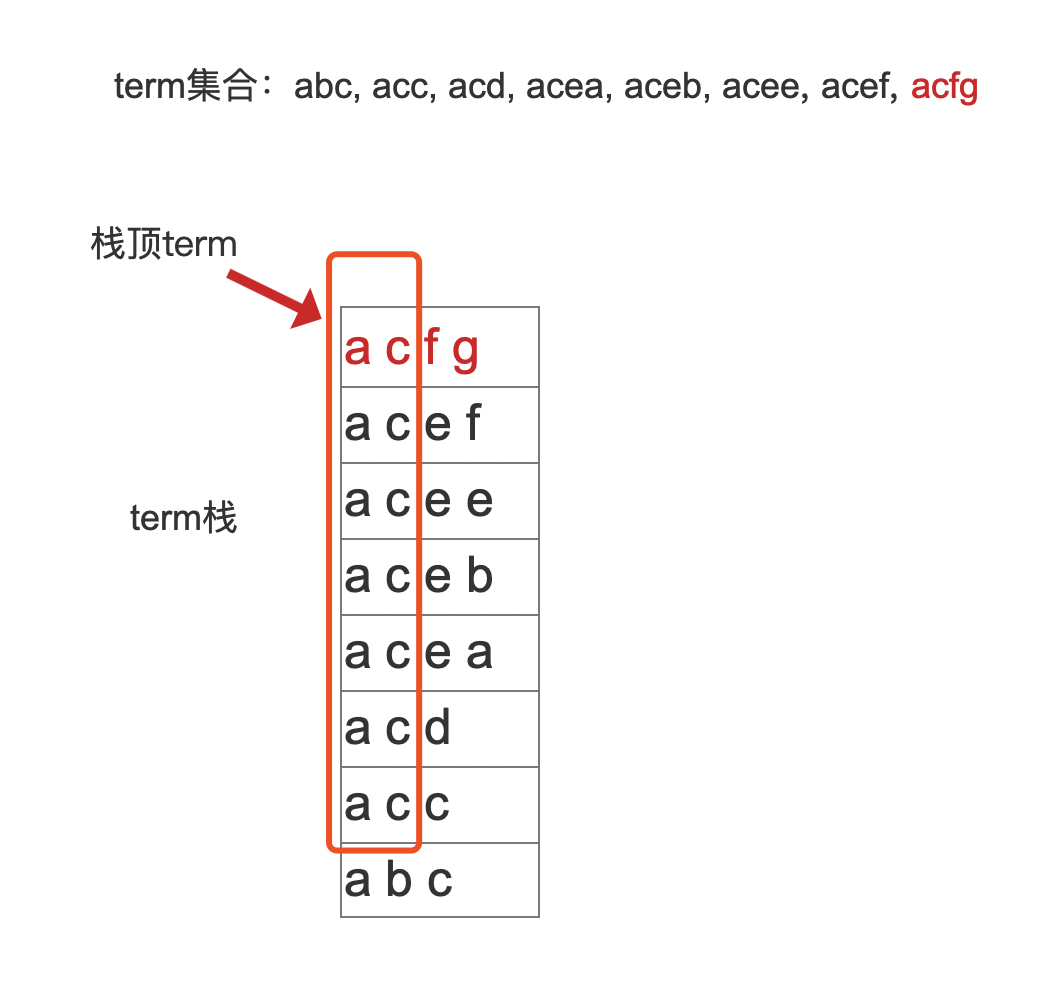 term集合：abc, acc, acd, acea, aceb, acee, acef, acfg
栈顶term
a c f g
a c e f
a c e e
term栈
a c e b
a c e a
a c d
a c c
a b c